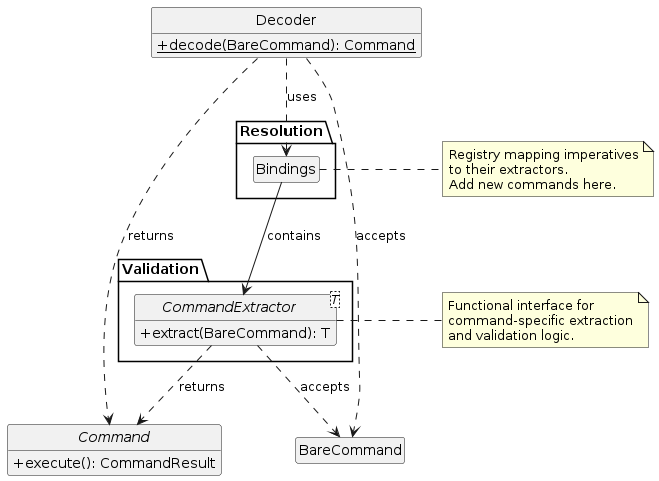 Decoder
+decode(BareCommand): Command
uses
Resolution
Bindings
Registry mapping imperatives
to their extractors.
Add new commands here.
returns
contains
accepts
Validation
CommandExtractor
T
+extract(BareCommand): T
Functional interface for
command-specific extraction
and validation logic.
returns
accepts
Command
+execute(): CommandResult
BareCommand